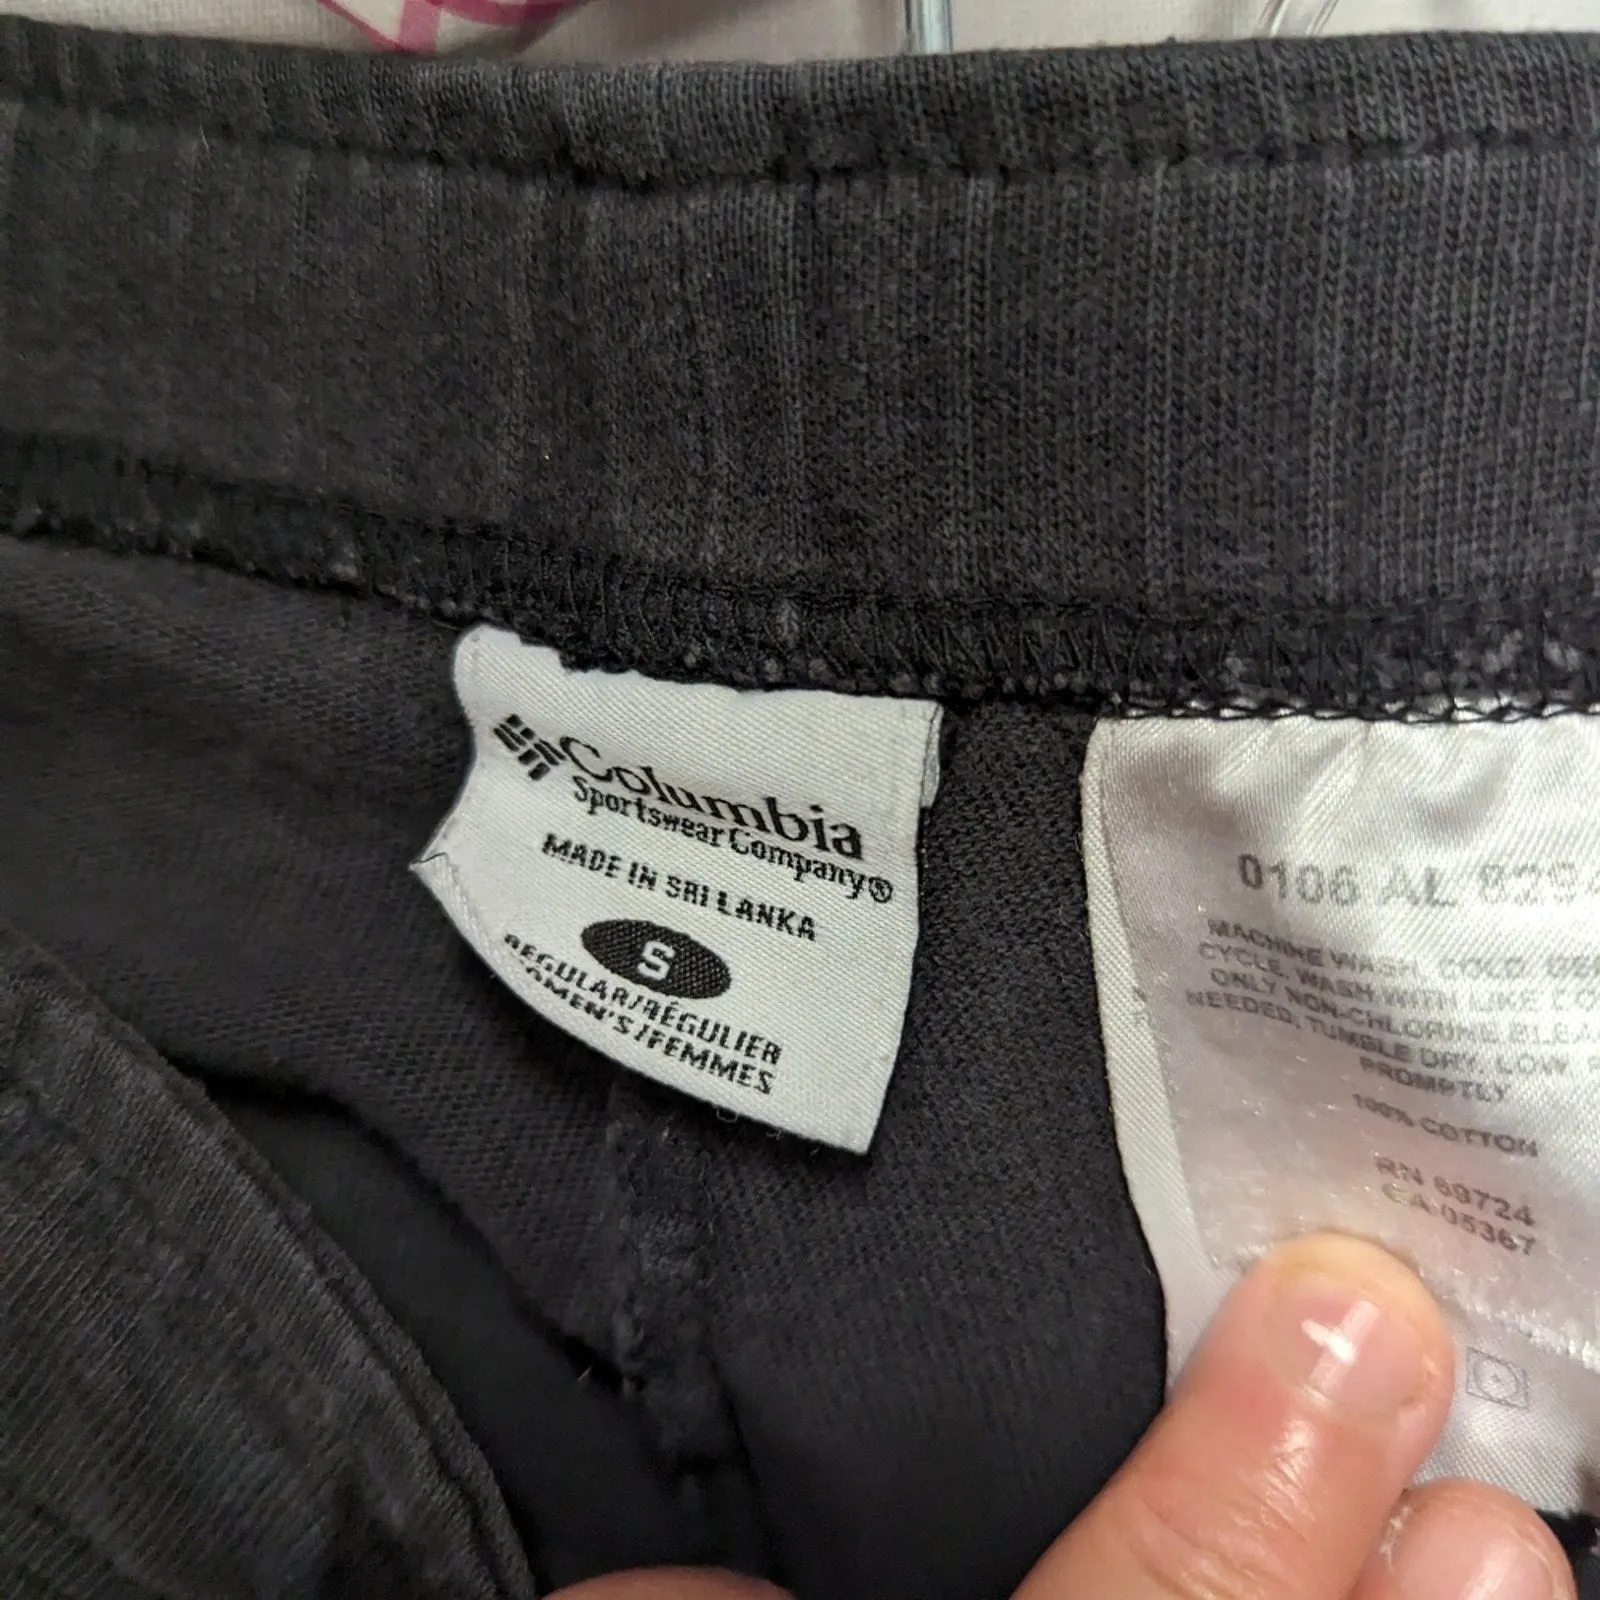 Columbia
Sportswear Company®
MADE IN SRI LANKA
S
REGULAR/RÉGULIER
WOMEN'S/FEMMES
0106 AL 829
MACHINE WASH, COLD,
CYCLE. WASH WITH LIKE
ONLY NON-CHLORINE
NEEDED, TUMBLE DRY, LOW,
PROMPTLY
100% COTTON
RN 69724
CA 05367